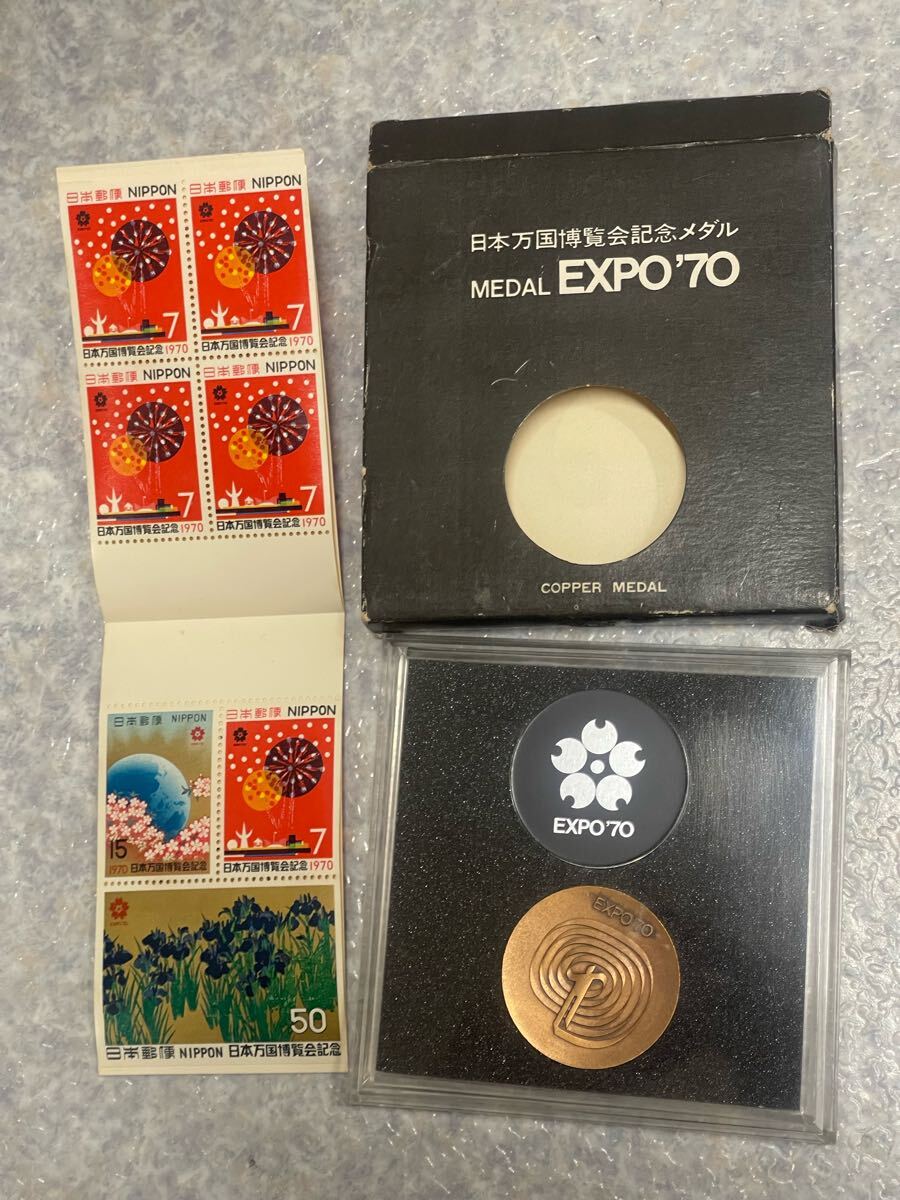 日本郵便 NIPPON
7
日本万国博覧会記念 1970
日本郵便 NIPPON
7
日本万国博覧会記念 1970
日本郵便 NIPPON
7
日本万国博覧会記念 1970
日本郵便 NIPPON
7
日本万国博覧会記念 1970
日本郵便 NIPPON
15
1970 日本万国博覧会記念
日本郵便 NIPPON
7
日本万国博覧会記念 1970
50
日本郵便 NIPPON 日本万国博覧会記念
日本万国博覧会記念メダル
MEDAL EXPO'70
COPPER MEDAL
EXPO'70
EXPO'70